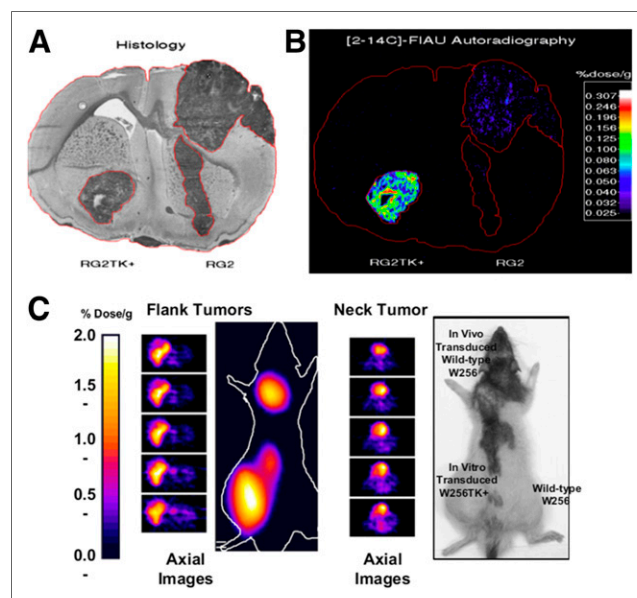 A
Histology
RG2TK+
RG2
B
[2-14C]-FIAU Autoradiography
%dose/g
0.307
0.246
0.196
0.156
0.125
0.100
0.080
0.063
0.050
0.040
0.032
0.025
RG2TK+
RG2
C
% Dose/g
2.0
-
1.5
-
1.0
-
0.5
-
0.0
-
Flank Tumors
Axial
Images
Neck Tumor
Axial
Images
In Vivo
Transduced
Wild-type
W256
In Vitro
Transduced
W256TK+
Wild-type
W256